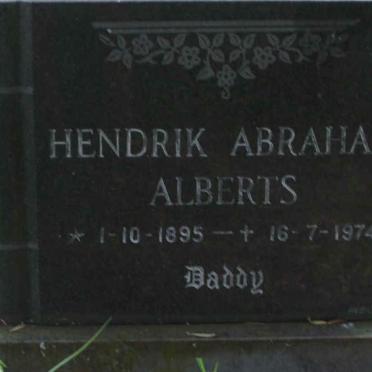 HENDRIK ABRAHA
ALBERTS
* 1-10-1895 — † 16-7-1974
Daddy